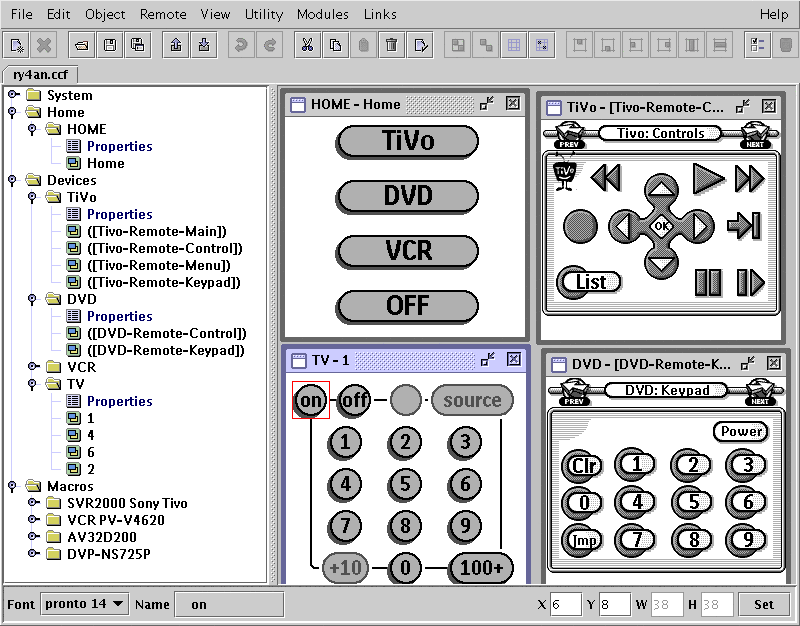 File Edit Object Remote View Utility Modules Links Help
ry4an.ccf
System
Home
HOME
Properties
Home
Devices
TiVo
Properties
([Tivo-Remote-Main])
([Tivo-Remote-Control])
([Tivo-Remote-Menu])
([Tivo-Remote-Keypad])
DVD
Properties
([DVD-Remote-Control])
([DVD-Remote-Keypad])
VCR
TV
Properties
1
4
6
2
Macros
SVR2000 Sony Tivo
VCR PV-V4620
AV32D200
DVP-NS725P
HOME - Home
TiVo
DVD
VCR
OFF
TiVo - [Tivo-Remote-C...
PREV Tivo: Controls NEXT
TiVo
OK
List
TV - 1
on off source
1 2 3
4 5 6
7 8 9
+10 0 100+
DVD - [DVD-Remote-K...
PREV DVD: Keypad NEXT
Power
Clr 1 2 3
0 4 5 6
Jmp 7 8 9
Font pronto 14 Name on X 6 Y 8 W 38 H 38 Set